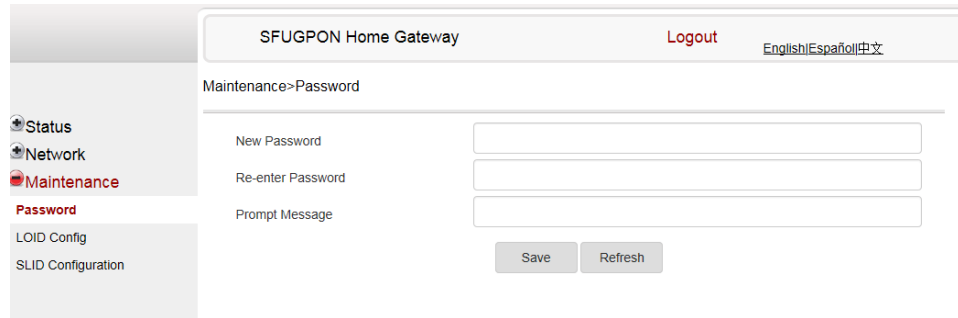 SFUGPON Home Gateway
Logout
English|Español|中文
Maintenance>Password
Status
Network
Maintenance
Password
LOID Config
SLID Configuration
New Password
Re-enter Password
Prompt Message
Save
Refresh